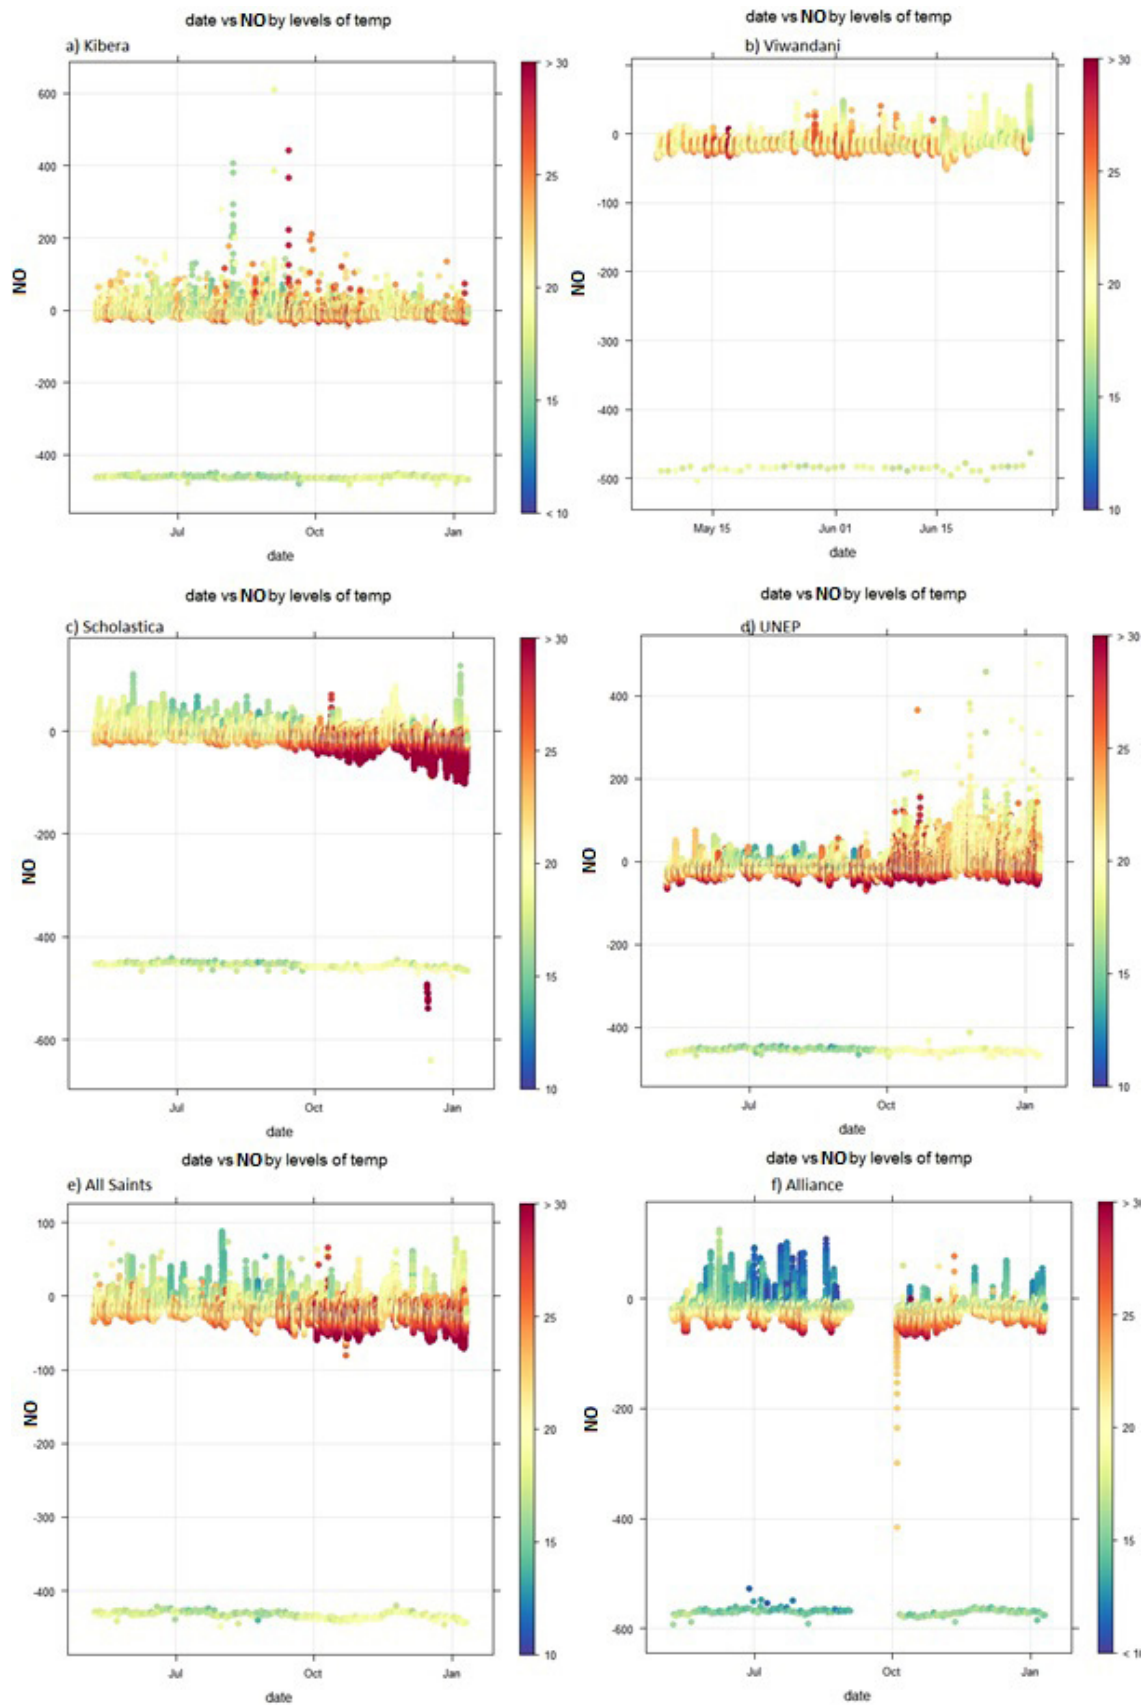 date vs NO by levels of temp
a) Kibera
> 30
600
25
400
200
NO
20
0
-200
15
-400
< 10
Jul
Oct
Jan
date
date vs NO by levels of temp
b) Viwandani
> 30
0
25
-100
-200
NO
20
-300
15
-400
-500
10
May 15
Jun 01
Jun 15
date
date vs NO by levels of temp
c) Scholastica
> 30
0
25
-200
NO
20
-400
15
-600
10
Jul
Oct
Jan
date
date vs NO by levels of temp
d) UNEP
> 30
400
25
200
NO
0
20
-200
15
-400
10
Jul
Oct
Jan
date
date vs NO by levels of temp
e) All Saints
> 30
100
0
25
-100
NO
-200
20
-300
15
-400
10
Jul
Oct
Jan
date
date vs NO by levels of temp
f) Alliance
> 30
0
25
-200
NO
20
-400
15
-600
< 10
Jul
Oct
Jan
date